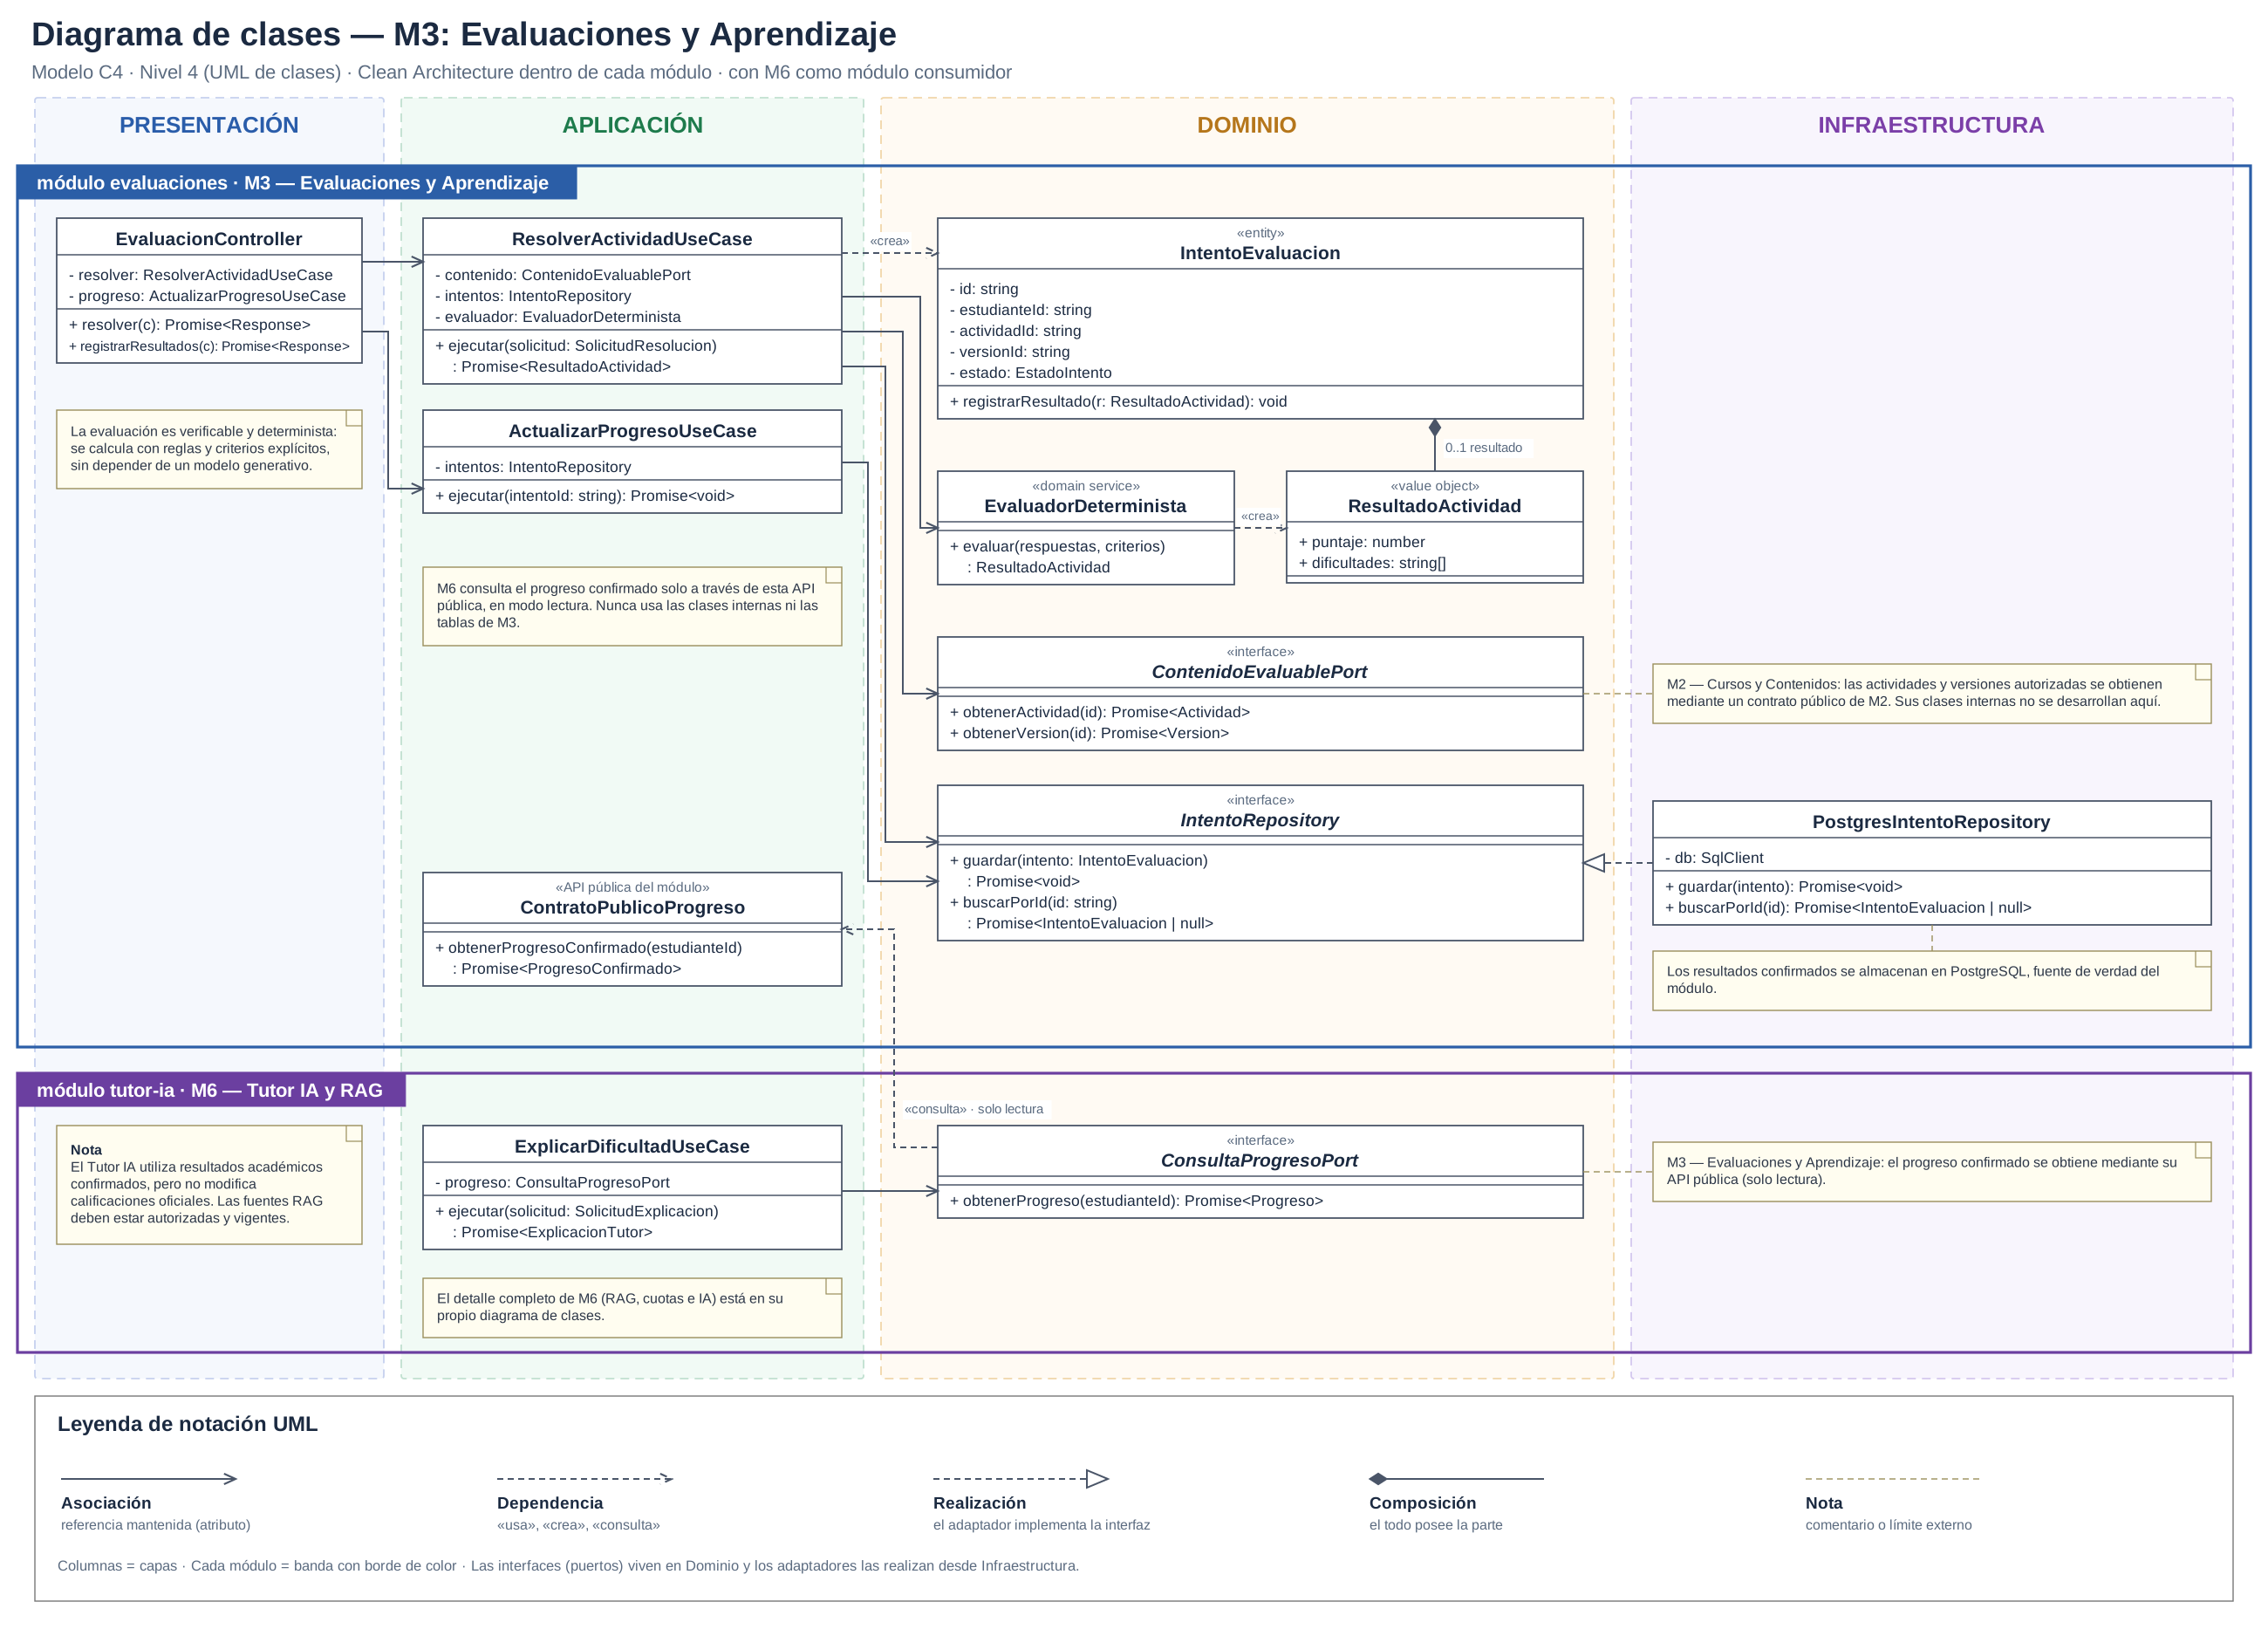 Diagrama de clases — M3: Evaluaciones y Aprendizaje
Modelo C4 · Nivel 4 (UML de clases) · Clean Architecture dentro de cada módulo · con M6 como módulo consumidor
PRESENTACIÓN
APLICACIÓN
DOMINIO
INFRAESTRUCTURA
módulo evaluaciones · M3 — Evaluaciones y Aprendizaje
EvaluacionController
- resolver: ResolverActividadUseCase
- progreso: ActualizarProgresoUseCase
+ resolver(c): Promise<Response>
+ registrarResultados(c): Promise<Response>
La evaluación es verificable y determinista:
se calcula con reglas y criterios explícitos,
sin depender de un modelo generativo.
ResolverActividadUseCase
- contenido: ContenidoEvaluablePort
- intentos: IntentoRepository
- evaluador: EvaluadorDeterminista
+ ejecutar(solicitud: SolicitudResolucion)
: Promise<ResultadoActividad>
ActualizarProgresoUseCase
- intentos: IntentoRepository
+ ejecutar(intentoId: string): Promise<void>
M6 consulta el progreso confirmado solo a través de esta API
pública, en modo lectura. Nunca usa las clases internas ni las
tablas de M3.
«API pública del módulo»
ContratoPublicoProgreso
+ obtenerProgresoConfirmado(estudianteId)
: Promise<ProgresoConfirmado>
«crea»
«entity»
IntentoEvaluacion
- id: string
- estudianteId: string
- actividadId: string
- versionId: string
- estado: EstadoIntento
+ registrarResultado(r: ResultadoActividad): void
0..1 resultado
«domain service»
EvaluadorDeterminista
+ evaluar(respuestas, criterios)
: ResultadoActividad
«crea»
«value object»
ResultadoActividad
+ puntaje: number
+ dificultades: string[]
«interface»
ContenidoEvaluablePort
+ obtenerActividad(id): Promise<Actividad>
+ obtenerVersion(id): Promise<Version>
«interface»
IntentoRepository
+ guardar(intento: IntentoEvaluacion)
: Promise<void>
+ buscarPorId(id: string)
: Promise<IntentoEvaluacion | null>
M2 — Cursos y Contenidos: las actividades y versiones autorizadas se obtienen
mediante un contrato público de M2. Sus clases internas no se desarrollan aquí.
PostgresIntentoRepository
- db: SqlClient
+ guardar(intento): Promise<void>
+ buscarPorId(id): Promise<IntentoEvaluacion | null>
Los resultados confirmados se almacenan en PostgreSQL, fuente de verdad del
módulo.
módulo tutor-ia · M6 — Tutor IA y RAG
Nota
El Tutor IA utiliza resultados académicos
confirmados, pero no modifica
calificaciones oficiales. Las fuentes RAG
deben estar autorizadas y vigentes.
ExplicarDificultadUseCase
- progreso: ConsultaProgresoPort
+ ejecutar(solicitud: SolicitudExplicacion)
: Promise<ExplicacionTutor>
El detalle completo de M6 (RAG, cuotas e IA) está en su
propio diagrama de clases.
«consulta» · solo lectura
«interface»
ConsultaProgresoPort
+ obtenerProgreso(estudianteId): Promise<Progreso>
M3 — Evaluaciones y Aprendizaje: el progreso confirmado se obtiene mediante su
API pública (solo lectura).
Leyenda de notación UML
Asociación
referencia mantenida (atributo)
Dependencia
«usa», «crea», «consulta»
Realización
el adaptador implementa la interfaz
Composición
el todo posee la parte
Nota
comentario o límite externo
Columnas = capas · Cada módulo = banda con borde de color · Las interfaces (puertos) viven en Dominio y los adaptadores las realizan desde Infraestructura.